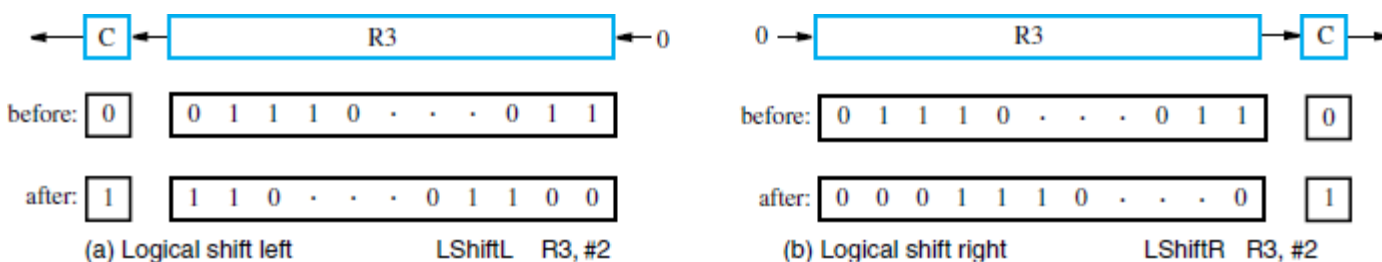 C R3 0
before: 0 0 1 1 1 0 · · · 0 1 1
after: 1 1 1 0 · · · 0 1 1 0 0
(a) Logical shift left LShiftL R3, #2
0 R3 C
before: 0 1 1 1 0 · · · 0 1 1 0
after: 0 0 0 1 1 1 0 · · · 0 1
(b) Logical shift right LShiftR R3, #2